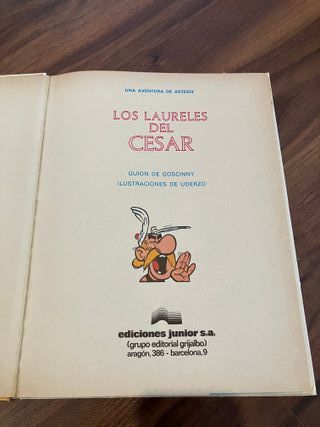 UNA AVENTURA DE ASTERIX
LOS LAURELES
DEL
CESAR
GUION DE GOSCINNY
ILUSTRACIONES DE UDERZO
ediciones junior s.a.
(grupo editorial grijalbo)
aragón, 386 - barcelona, 9